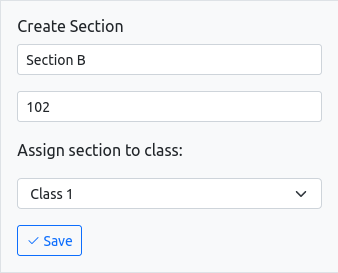 Create Section
Section B
102
Assign section to class:
Class 1
Save